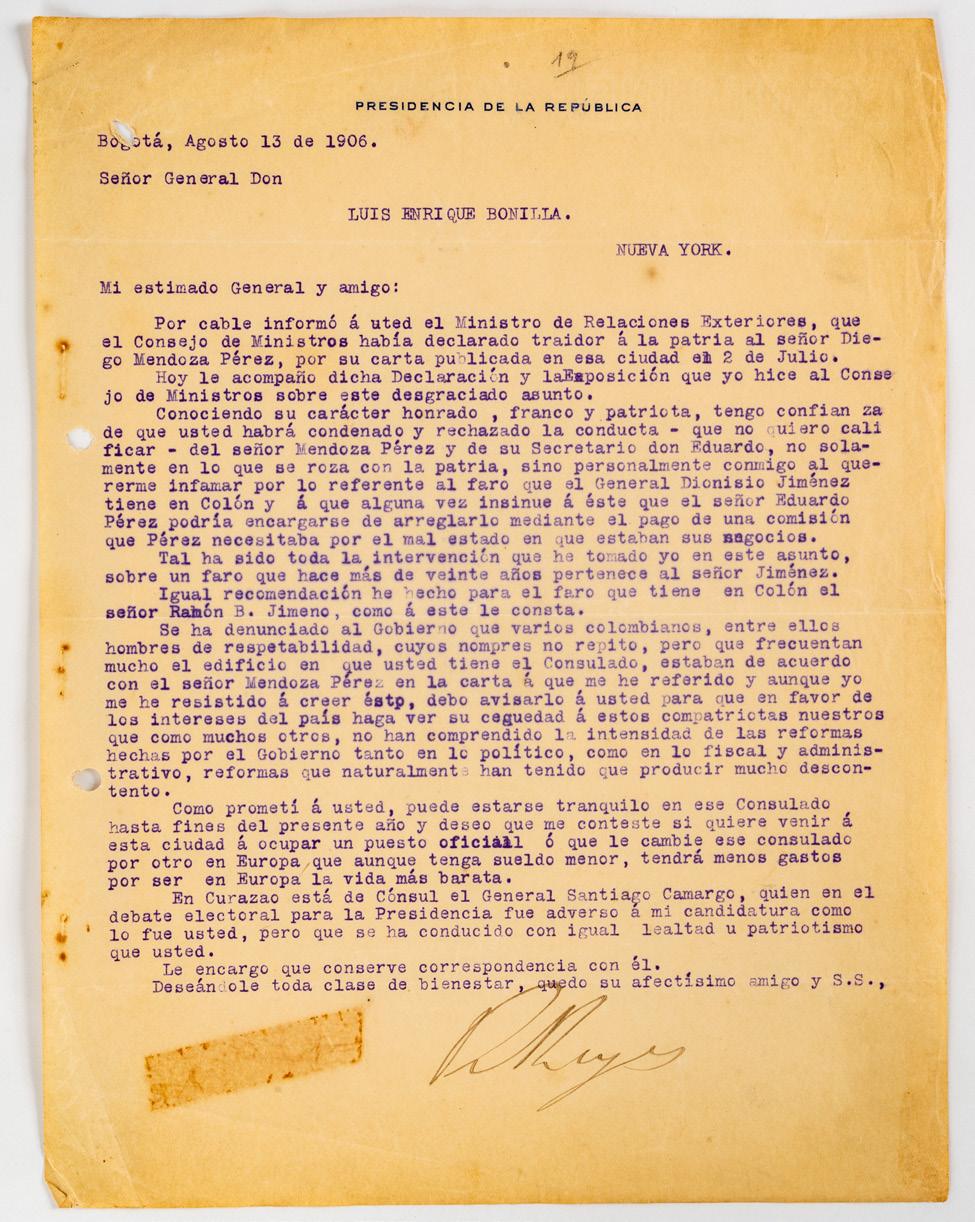 19
PRESIDENCIA DE LA REPÚBLICA
Bogotá, Agosto 13 de 1906.
Señor General Don
LUIS ENRIQUE BONILLA.
NUEVA YORK.
Mi estimado General y amigo:
Por cable informó á uted el Ministro de Relaciones Exteriores, que
el Consejo de Ministros había declarado traidor á la patria al señor Die-
go Mendoza Pérez, por su carta publicada en esa ciudad el 2 de Julio.
Hoy le acompaño dicha Declaración y laExposición que yo hice al Conse
jo de Ministros sobre este desgraciado asunto.
Conociendo su carácter honrado , franco y patriota, tengo confian za
de que usted habrá condenado y rechazado la conducta - que no quiero cali
ficar - del señor Mendoza Pérez y de su Secretario don Eduardo, no sola-
mente en lo que se roza con la patria, sino personalmente conmigo al que-
rerme infamar por lo referente al faro que el General Dionisio Jiménez
tiene en Colón y á que alguna vez insinue á éste que el señor Eduardo
Pérez podría encargarse de arreglarlo mediante el pago de una comisión
que Pérez necesitaba por el mal estado en que estaban sus negocios.
Tal ha sido toda la intervención que he tomado yo en este asunto,
sobre un faro que hace más de veinte años pertenece al señor Jiménez.
Igual recomendación he hecho para el faro que tiene en Colón el
señor Ramón B. Jimeno, como á este le consta.
Se ha denunciado al Gobierno que varios colombianos, entre ellos
hombres de respetabilidad, cuyos nompres no repito, pero que frecuentan
mucho el edificio en que usted tiene el Consulado, estaban de acuerdo
con el señor Mendoza Pérez en la carta á que me he referido y aunque yo
me he resistido á creer ésto, debo avisarlo á usted para que en favor de
los intereses del país haga ver su ceguedad á estos compatriotas nuestros
que como muchos otros, no han comprendido la intensidad de las reformas
hechas por el Gobierno tanto en lo político, como en lo fiscal y adminis-
trativo, reformas que naturalmente han tenido que producir mucho descon-
tento.
Como prometí á usted, puede estarse tranquilo en ese Consulado
hasta fines del presente año y deseo que me conteste si quiere venir á
esta ciudad á ocupar un puesto oficiall ó que le cambie ese consulado
por otro en Europa,que aunque tenga sueldo menor, tendrá menos gastos
por ser en Europa la vida más barata.
En Curazao está de Cónsul el General Santiago Camargo, quien en el
debate electoral para la Presidencia fue adverso á mi candidatura como
lo fue usted, pero que se ha conducido con igual lealtad u patriotismo
que usted.
Le encargo que conserve correspondencia con él.
Deseándole toda clase de bienestar, quedo su afectísimo amigo y S.S.,
R Reyes